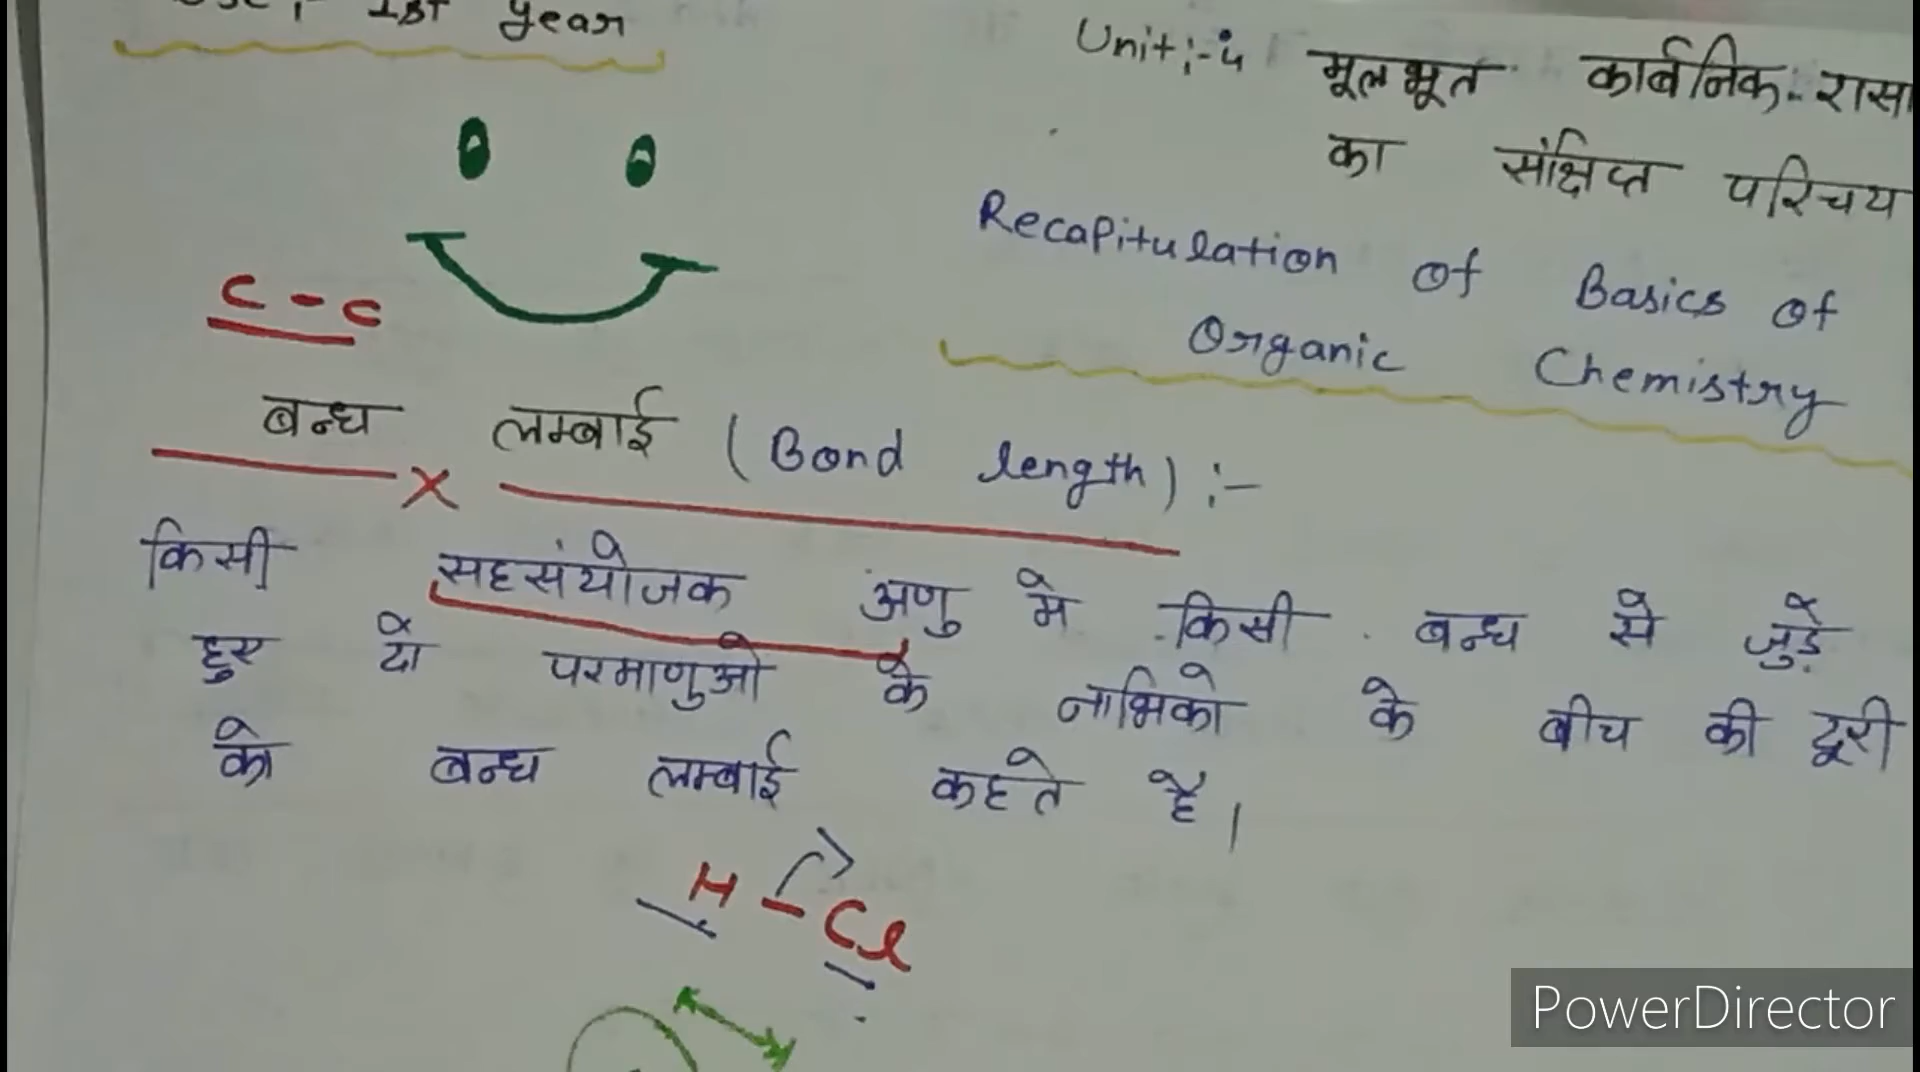 1st year
Unit:-4 मूलभूत कार्बनिक रसा
का संक्षिप्त परिचय
Recapitulation of Basics of
Organic Chemistry
C - C
बन्ध लम्बाई (Bond length) :-
किसी सहसंयोजक अणु मे किसी बन्ध से जुड़े
हुए दो परमाणुओ के नाभिको के बीच की दूरी
को बन्ध लम्बाई कहते है।
H - Cl
PowerDirector